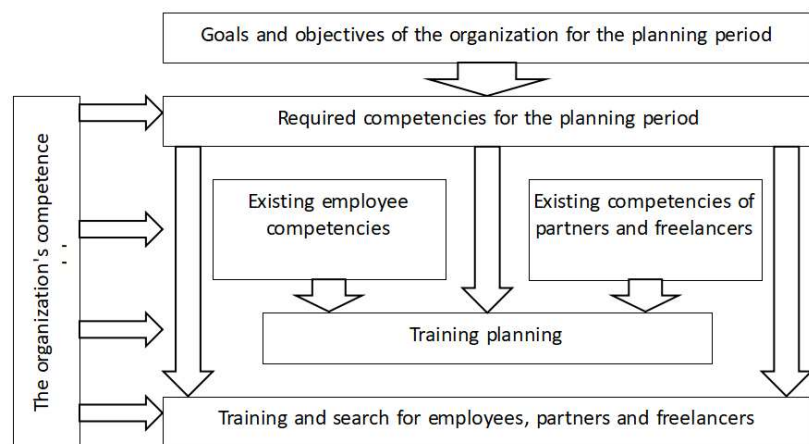 Goals and objectives of the organization for the planning period
Required competencies for the planning period
The organization's competence
Existing employee
competencies
Existing competencies of
partners and freelancers
Training planning
Training and search for employees, partners and freelancers